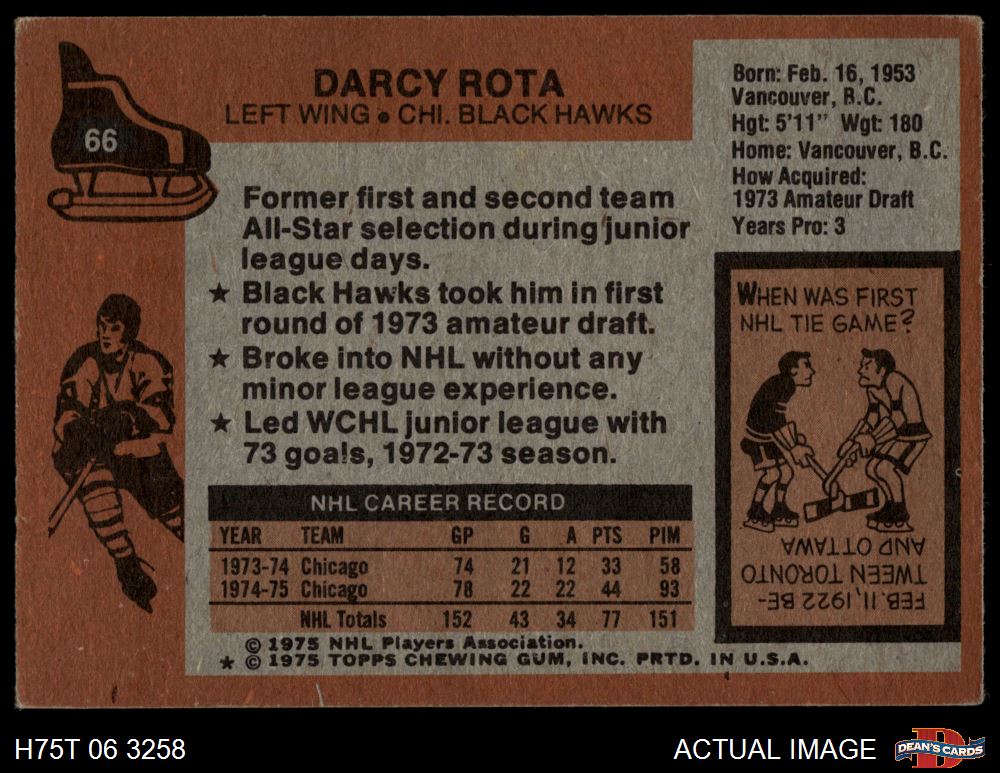 66
DARCY ROTA
LEFT WING • CHI. BLACK HAWKS
Born: Feb. 16, 1953
Vancouver, B.C.
Hgt: 5'11" Wgt: 180
Home: Vancouver, B.C.
How Acquired:
1973 Amateur Draft
Years Pro: 3
Former first and second team
All-Star selection during junior
league days.
★ Black Hawks took him in first
round of 1973 amateur draft.
★ Broke into NHL without any
minor league experience.
★ Led WCHL junior league with
73 goals, 1972-73 season.
WHEN WAS FIRST
NHL TIE GAME?
FEB. 11, 1922 BE-
TWEEN TORONTO
AND OTTAWA
NHL CAREER RECORD
YEAR TEAM GP G A PTS PIM
1973-74 Chicago 74 21 12 33 58
1974-75 Chicago 78 22 22 44 93
NHL Totals 152 43 34 77 151
© 1975 NHL Players Association.
★ © 1975 TOPPS CHEWING GUM, INC. PRTD. IN U.S.A.
H75T 06 3258
ACTUAL IMAGE
D
DEAN'S CARDS